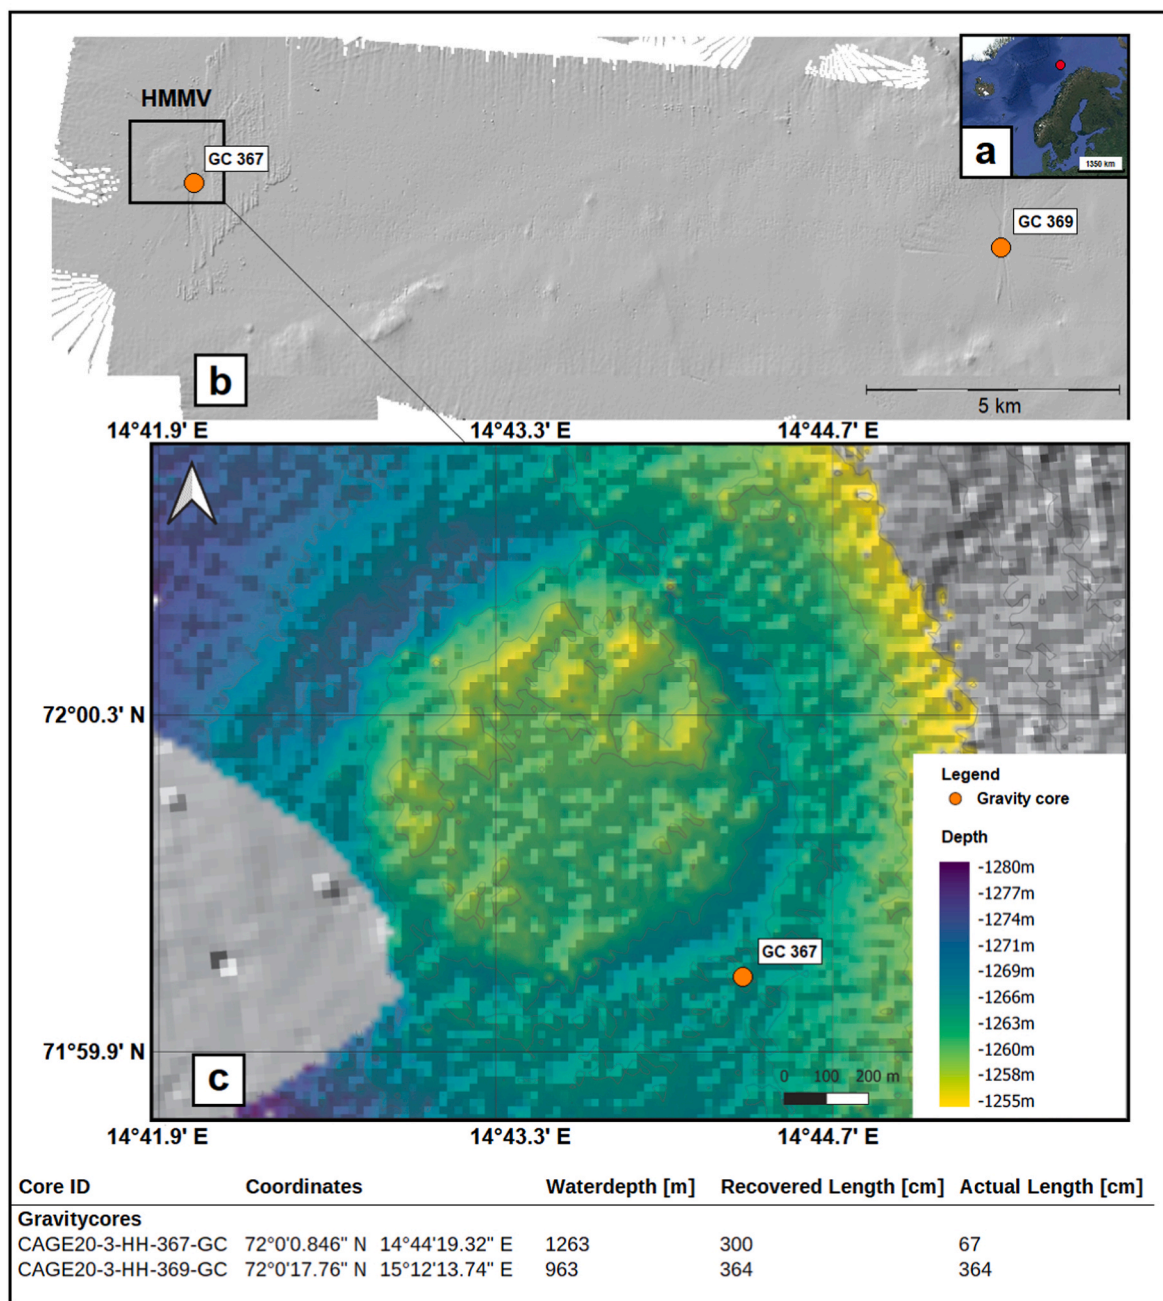 HMMV
GC 367
a
1350 km
GC 369
b
5 km
14°41.9' E 14°43.3' E 14°44.7' E
72°00.3' N
Legend
Gravity core
Depth
-1280m
-1277m
-1274m
-1271m
-1269m
-1266m
-1263m
-1260m
-1258m
-1255m
GC 367
71°59.9' N
c
0 100 200 m
14°41.9' E 14°43.3' E 14°44.7' E
Core ID Coordinates Waterdepth [m] Recovered Length [cm] Actual Length [cm]
Gravitycores
CAGE20-3-HH-367-GC 72°0'0.846" N 14°44'19.32" E 1263 300 67
CAGE20-3-HH-369-GC 72°0'17.76" N 15°12'13.74" E 963 364 364